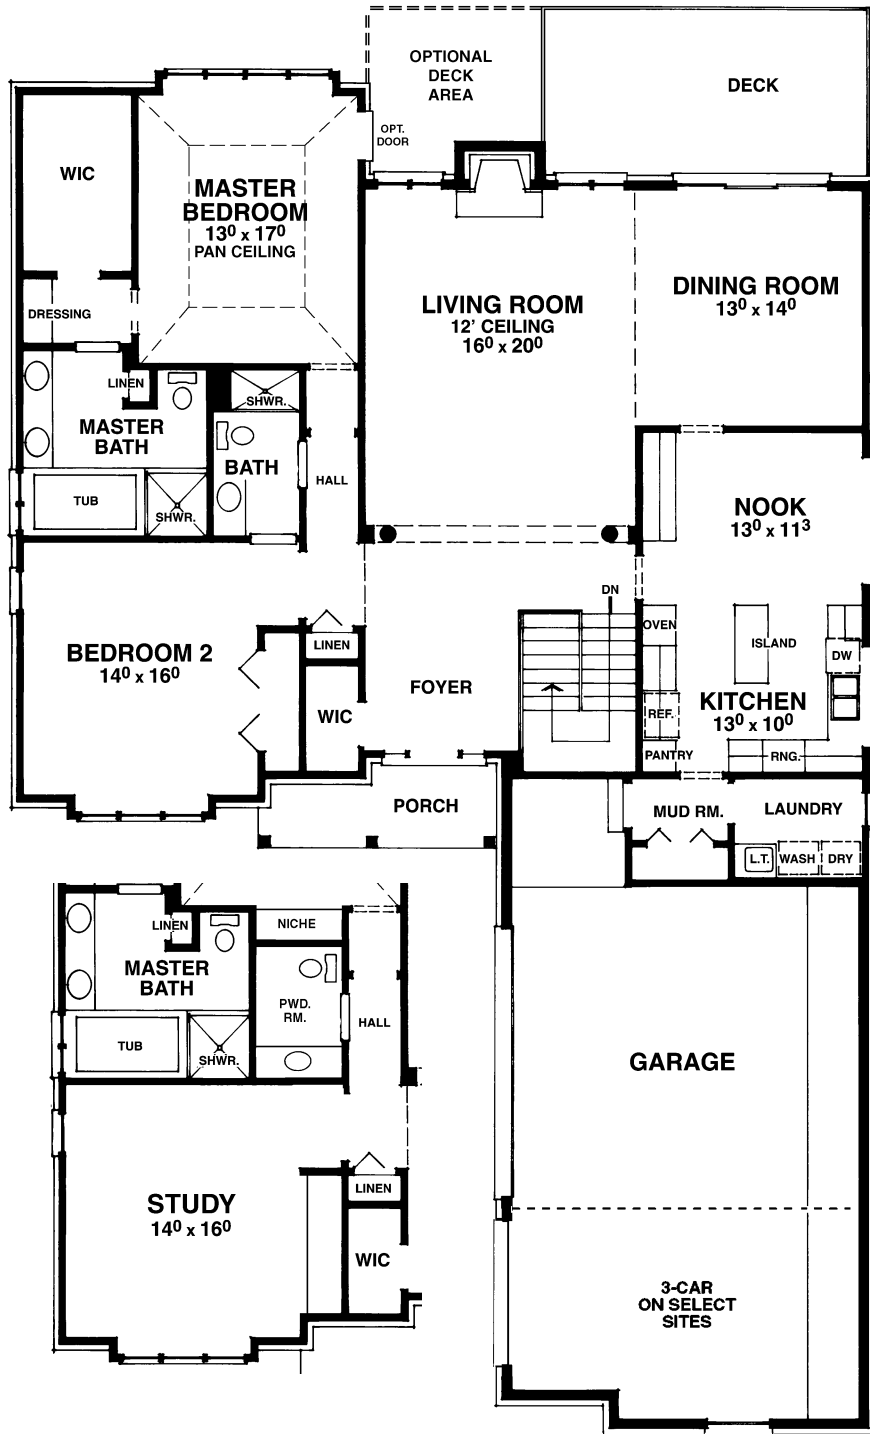 OPTIONAL
DECK
AREA
DECK
OPT.
DOOR
WIC
MASTER
BEDROOM
13⁰ x 17⁰
PAN CEILING
DRESSING
LIVING ROOM
12' CEILING
16⁰ x 20⁰
DINING ROOM
13⁰ x 14⁰
LINEN
MASTER
BATH
TUB
SHWR.
SHWR.
BATH
HALL
NOOK
13⁰ x 11³
BEDROOM 2
14⁰ x 16⁰
LINEN
WIC
FOYER
DN
OVEN
ISLAND
DW
KITCHEN
13⁰ x 10⁰
REF.
PANTRY
RNG.
PORCH
MUD RM.
LAUNDRY
L.T.
WASH
DRY
LINEN
NICHE
MASTER
BATH
PWD.
RM.
HALL
TUB
SHWR.
STUDY
14⁰ x 16⁰
LINEN
WIC
GARAGE
3-CAR
ON SELECT
SITES